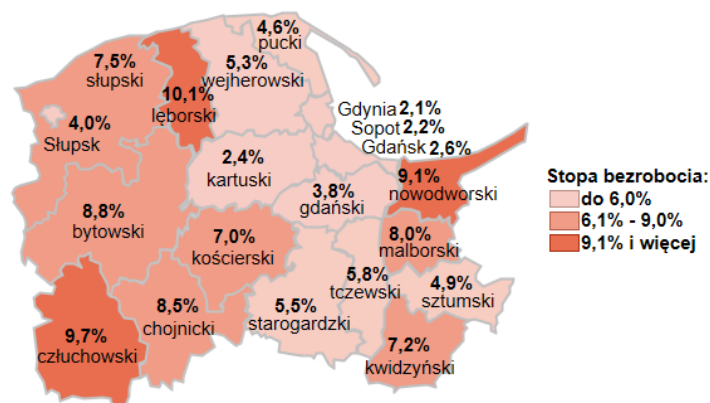 4,6%
pucki
7,5%
słupski
5,3%
wejherowski
10,1%
lęborski
4,0%
Słupsk
Gdynia 2,1%
Sopot 2,2%
Gdańsk 2,6%
2,4%
kartuski
3,8%
gdański
9,1%
nowodworski
8,8%
bytowski
7,0%
kościerski
8,0%
malborski
5,8%
tczewski
4,9%
sztumski
8,5%
chojnicki
5,5%
starogardzki
9,7%
człuchowski
7,2%
kwidzyński
Stopa bezrobocia:
do 6,0%
6,1% - 9,0%
9,1% i więcej